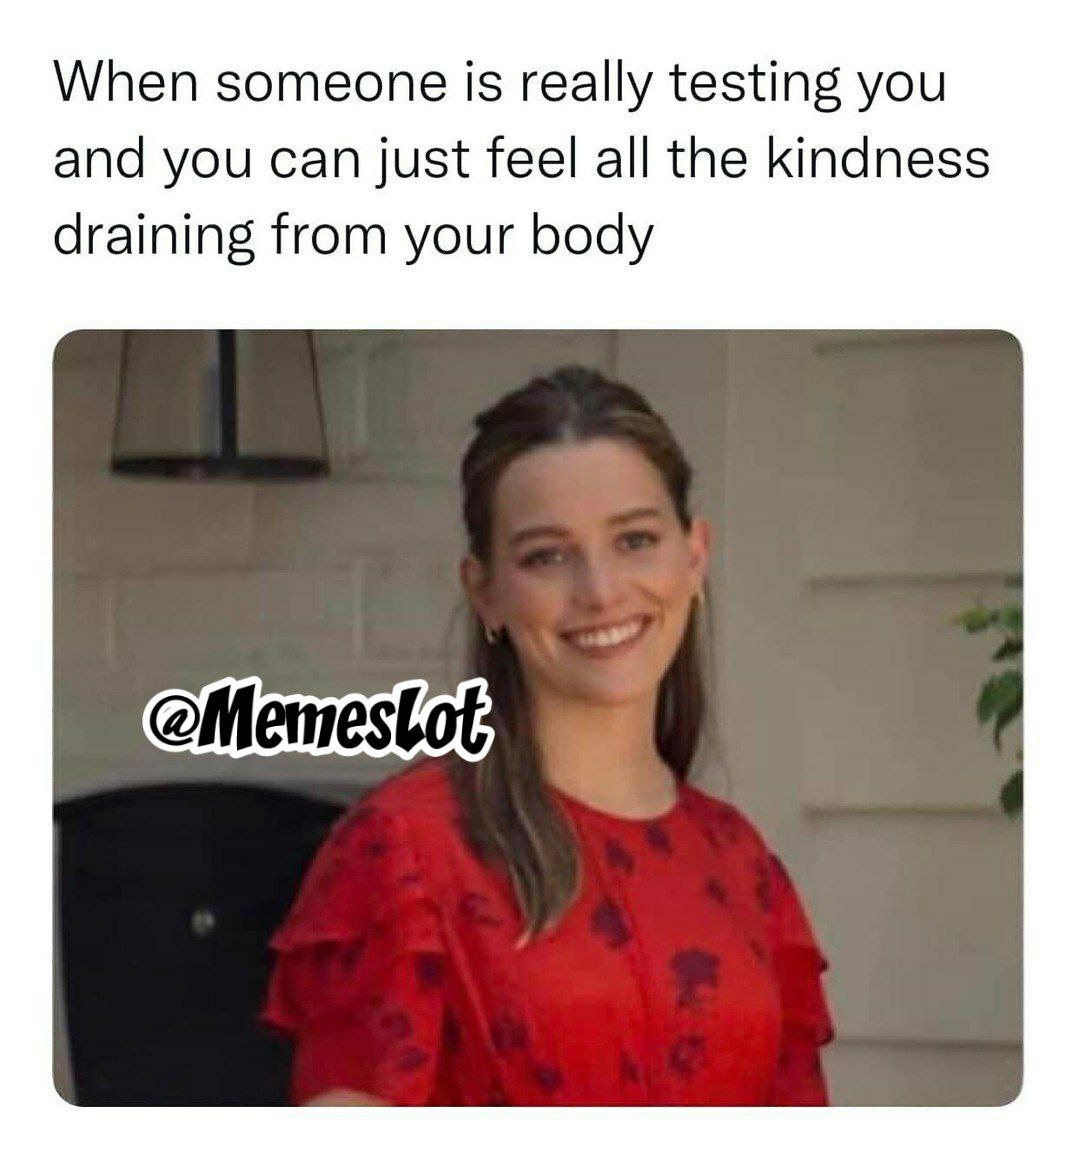 When someone is really testing you
and you can just feel all the kindness
draining from your body
@MemesLot